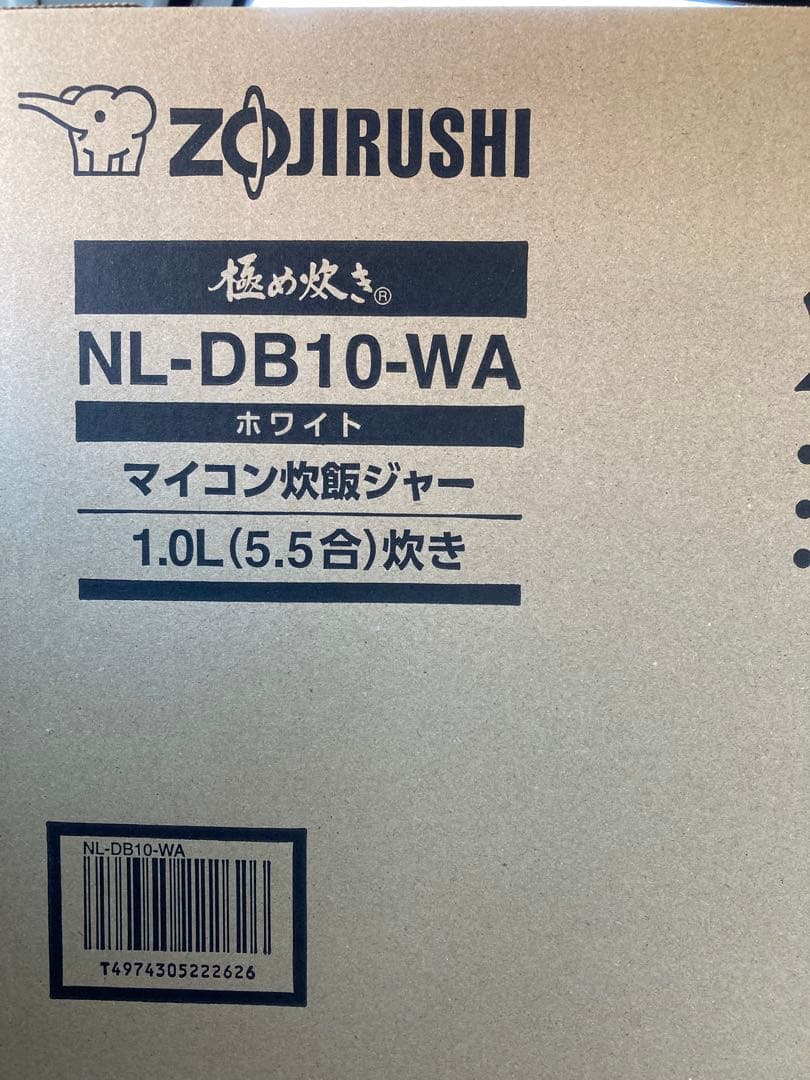 ZOJIRUSHI
極め炊き®
NL-DB10-WA
ホワイト
マイコン炊飯ジャー
1.0L(5.5合)炊き
NL-DB10-WA
T4974305222626